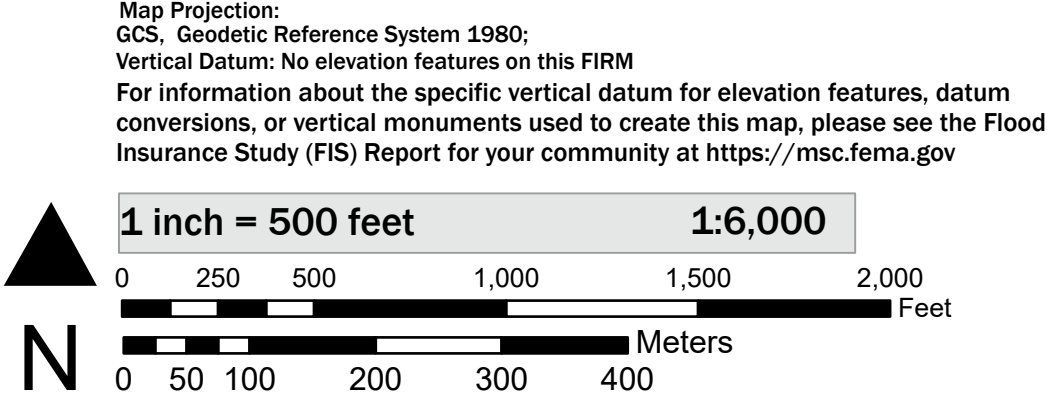 Map Projection:
GCS, Geodetic Reference System 1980;
Vertical Datum: No elevation features on this FIRM
For information about the specific vertical datum for elevation features, datum
conversions, or vertical monuments used to create this map, please see the Flood
Insurance Study (FIS) Report for your community at https://msc.fema.gov
1 inch = 500 feet 1:6,000
0 250 500 1,000 1,500 2,000
Feet
Meters
N 0 50 100 200 300 400